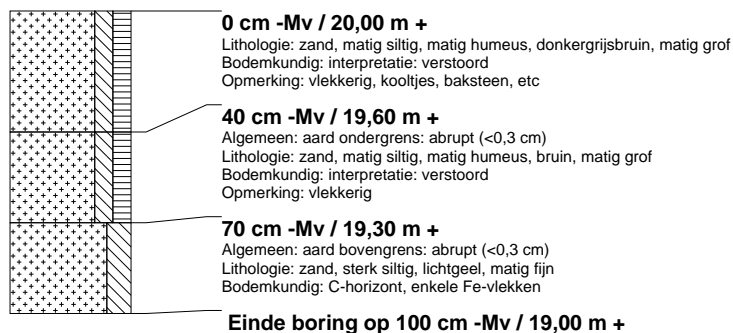 0 cm -Mv / 20,00 m +
Lithologie: zand, matig siltig, matig humeus, donkergrijsbruin, matig grof
Bodemkundig: interpretatie: verstoord
Opmerking: vlekkerig, kooltjes, baksteen, etc
40 cm -Mv / 19,60 m +
Algemeen: aard ondergrens: abrupt (<0,3 cm)
Lithologie: zand, matig siltig, matig humeus, bruin, matig grof
Bodemkundig: interpretatie: verstoord
Opmerking: vlekkerig
70 cm -Mv / 19,30 m +
Algemeen: aard bovengrens: abrupt (<0,3 cm)
Lithologie: zand, sterk siltig, lichtgeel, matig fijn
Bodemkundig: C-horizont, enkele Fe-vlekken
Einde boring op 100 cm -Mv / 19,00 m +